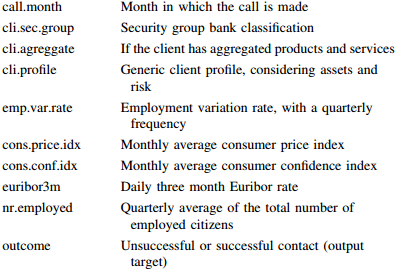 call.month Month in which the call is made
cli.sec.group Security group bank classification
cli.agreggate If the client has aggregated products and services
cli.profile Generic client profile, considering assets and
risk
emp.var.rate Employment variation rate, with a quarterly
frequency
cons.price.idx Monthly average consumer price index
cons.conf.idx Monthly average consumer confidence index
euribor3m Daily three month Euribor rate
nr.employed Quarterly average of the total number of
employed citizens
outcome Unsuccessful or successful contact (output
target)